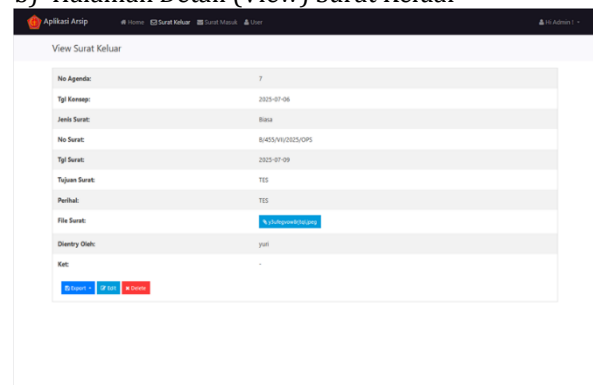 b) Halaman Detail (View) Surat Keluar
Aplikasi Arsip Home Surat Keluar Surat Masuk User Hi Admin !
View Surat Keluar
No Agenda: 7
Tgl Konsep: 2025-07-06
Jenis Surat: Biasa
No Surat: B/455/VII/2025/OPS
Tgl Surat: 2025-07-09
Tujuan Surat: TES
Perihal: TES
File Surat:
Dientry Oleh: yuri
Ket: -
Export Edit Delete